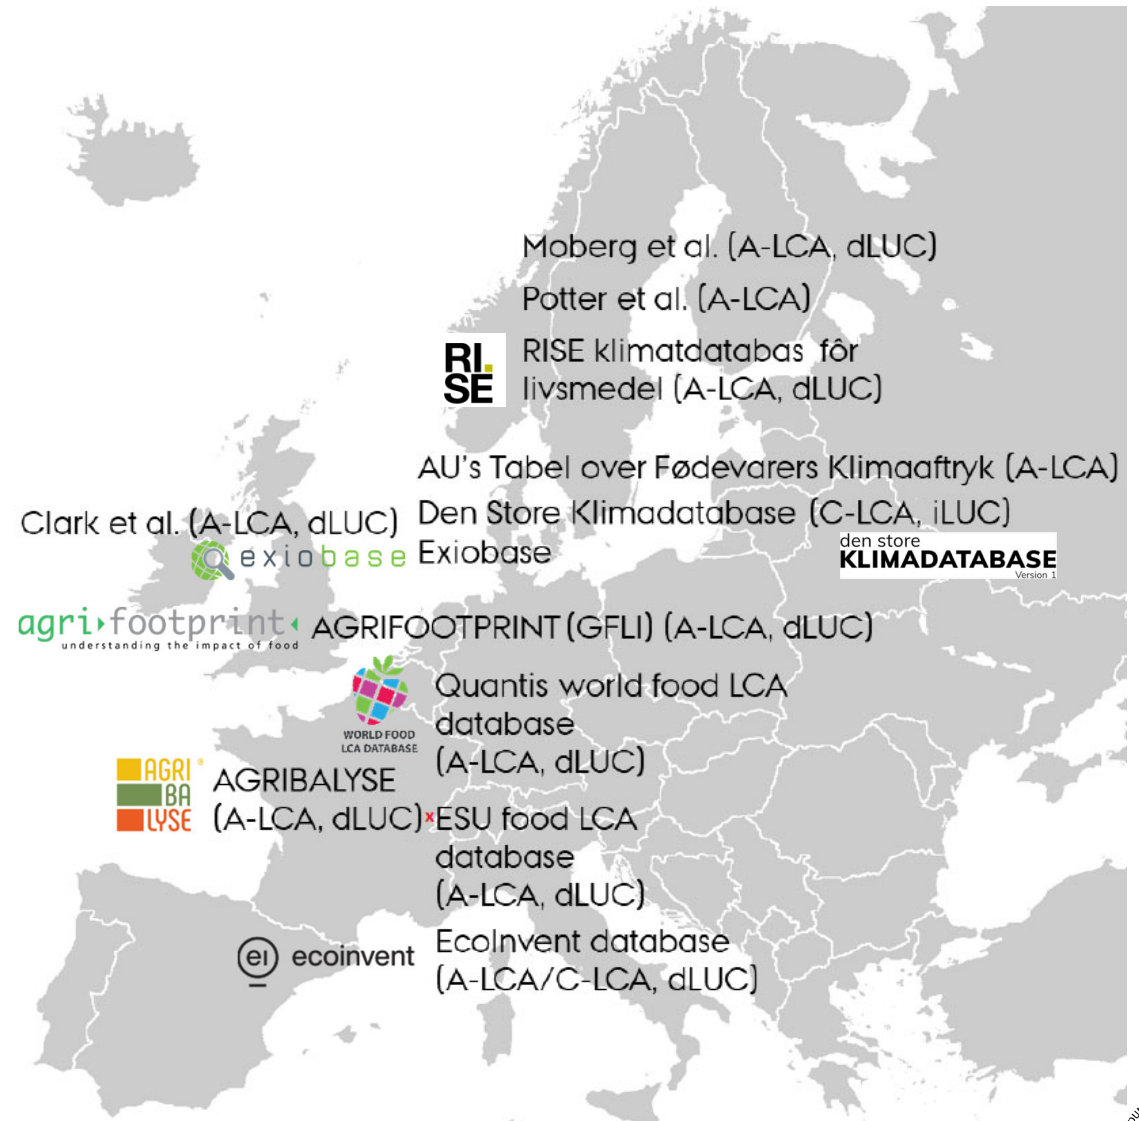 Moberg et al. (A-LCA, dLUC)
Potter et al. (A-LCA)
RI.
SE
RISE klimatdatabas fôr
livsmedel (A-LCA, dLUC)
AU's Tabel over Fødevarers Klimaaftryk (A-LCA)
Clark et al. (A-LCA, dLUC)
Den Store Klimadatabase (C-LCA, iLUC)
exiobase
Exiobase
den store
KLIMADATABASE
Version 1
agri footprint
understanding the impact of food
AGRIFOOTPRINT (GFLI) (A-LCA, dLUC)
WORLD FOOD
LCA DATABASE
Quantis world food LCA
database
(A-LCA, dLUC)
AGRI®
BA
LYSE
AGRIBALYSE
(A-LCA, dLUC)
x
ESU food LCA
database
(A-LCA, dLUC)
ei
ecoinvent
EcoInvent database
(A-LCA/C-LCA, dLUC)